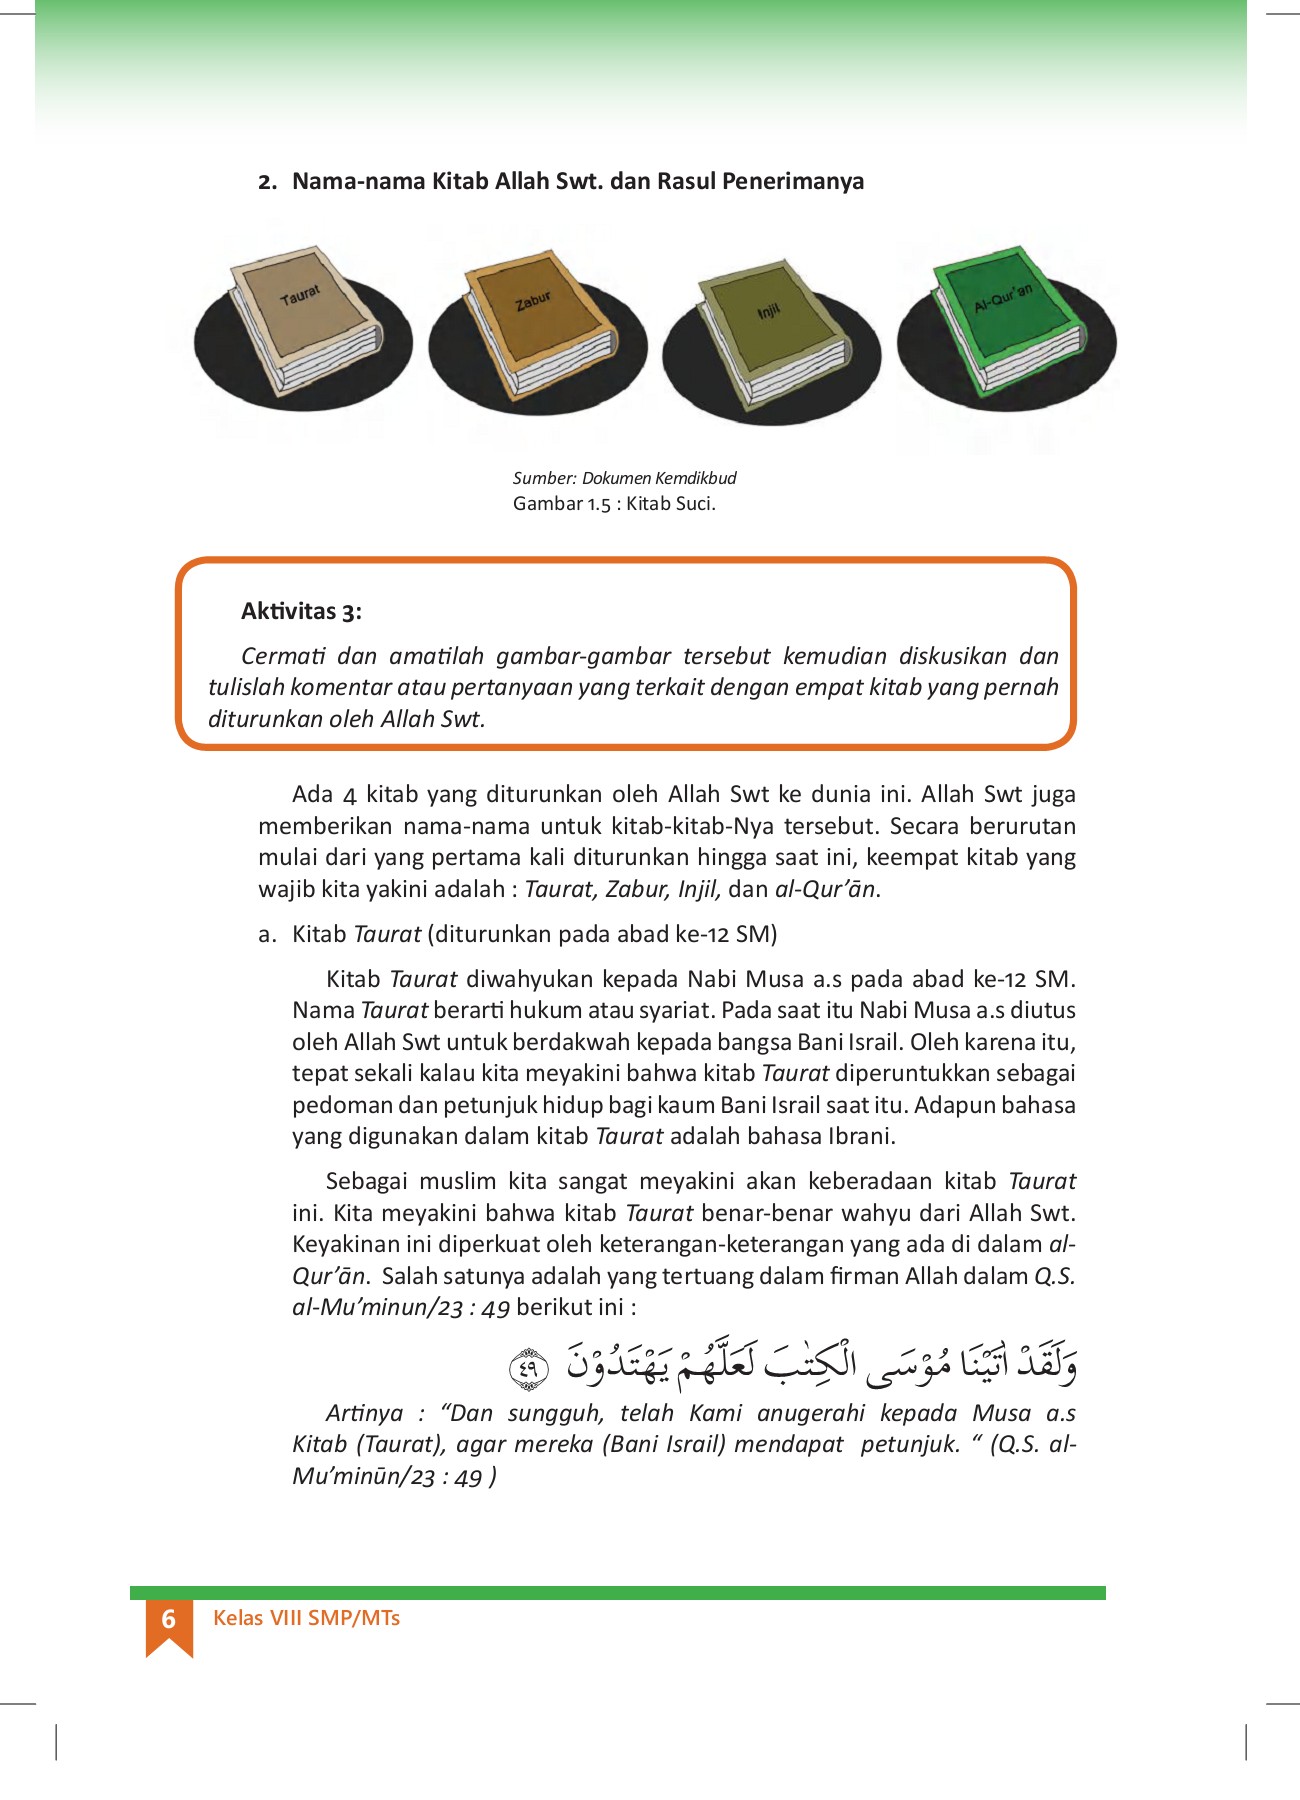 2. Nama-nama Kitab Allah Swt. dan Rasul Penerimanya
Taurat
Zabur
Injil
Al-Qur'an
Sumber: Dokumen Kemdikbud
Gambar 1.5 : Kitab Suci.
Aktivitas 3:
Cermati dan amatilah gambar-gambar tersebut kemudian diskusikan dan
tulislah komentar atau pertanyaan yang terkait dengan empat kitab yang pernah
diturunkan oleh Allah Swt.
Ada 4 kitab yang diturunkan oleh Allah Swt ke dunia ini. Allah Swt juga
memberikan nama-nama untuk kitab-kitab-Nya tersebut. Secara berurutan
mulai dari yang pertama kali diturunkan hingga saat ini, keempat kitab yang
wajib kita yakini adalah : Taurat, Zabur, Injil, dan al-Qur’ān.
a. Kitab Taurat (diturunkan pada abad ke-12 SM)
Kitab Taurat diwahyukan kepada Nabi Musa a.s pada abad ke-12 SM.
Nama Taurat berarti hukum atau syariat. Pada saat itu Nabi Musa a.s diutus
oleh Allah Swt untuk berdakwah kepada bangsa Bani Israil. Oleh karena itu,
tepat sekali kalau kita meyakini bahwa kitab Taurat diperuntukkan sebagai
pedoman dan petunjuk hidup bagi kaum Bani Israil saat itu. Adapun bahasa
yang digunakan dalam kitab Taurat adalah bahasa Ibrani.
Sebagai muslim kita sangat meyakini akan keberadaan kitab Taurat
ini. Kita meyakini bahwa kitab Taurat benar-benar wahyu dari Allah Swt.
Keyakinan ini diperkuat oleh keterangan-keterangan yang ada di dalam al-
Qur’ān. Salah satunya adalah yang tertuang dalam firman Allah dalam Q.S.
al-Mu’minun/23 : 49 berikut ini :
وَلَقَدْ اٰتَيْنَا مُوْسَى الْكِتٰبَ لَعَلَّهُمْ يَهْتَدُوْنَ ٤٩
Artinya : “Dan sungguh, telah Kami anugerahi kepada Musa a.s
Kitab (Taurat), agar mereka (Bani Israil) mendapat petunjuk. “ (Q.S. al-
Mu’minūn/23 : 49 )
6 Kelas VIII SMP/MTs